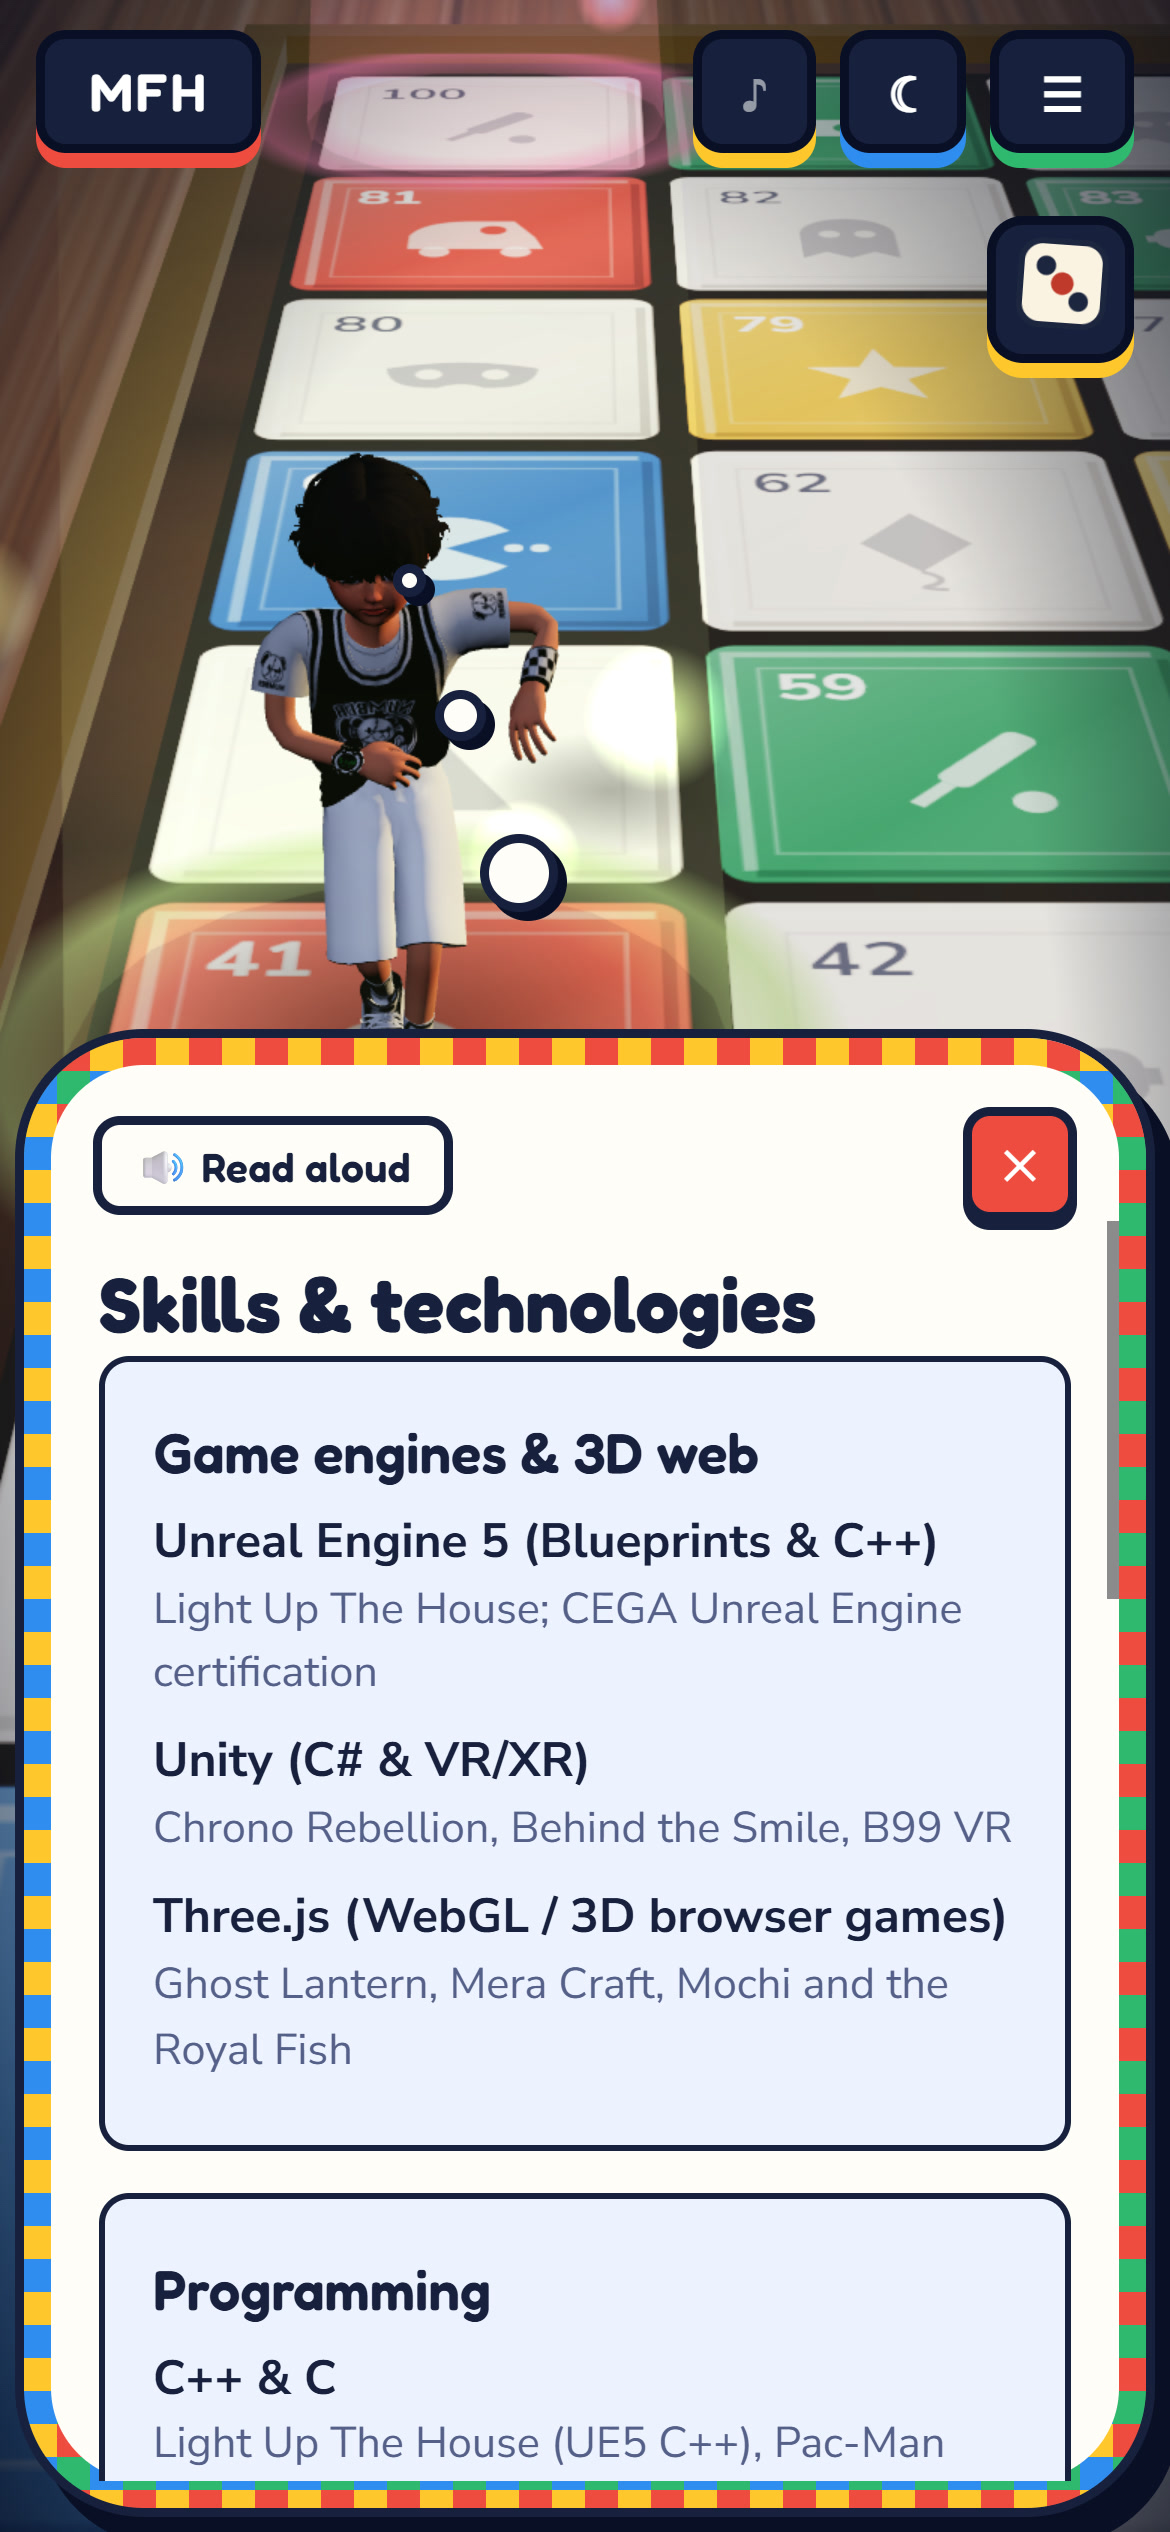 MFH
100
81
82
83
80
79
7
62
59
41
42
Read aloud
Skills & technologies
Game engines & 3D web
Unreal Engine 5 (Blueprints & C++)
Light Up The House; CEGA Unreal Engine
certification
Unity (C# & VR/XR)
Chrono Rebellion, Behind the Smile, B99 VR
Three.js (WebGL / 3D browser games)
Ghost Lantern, Mera Craft, Mochi and the
Royal Fish
Programming
C++ & C
Light Up The House (UE5 C++), Pac-Man